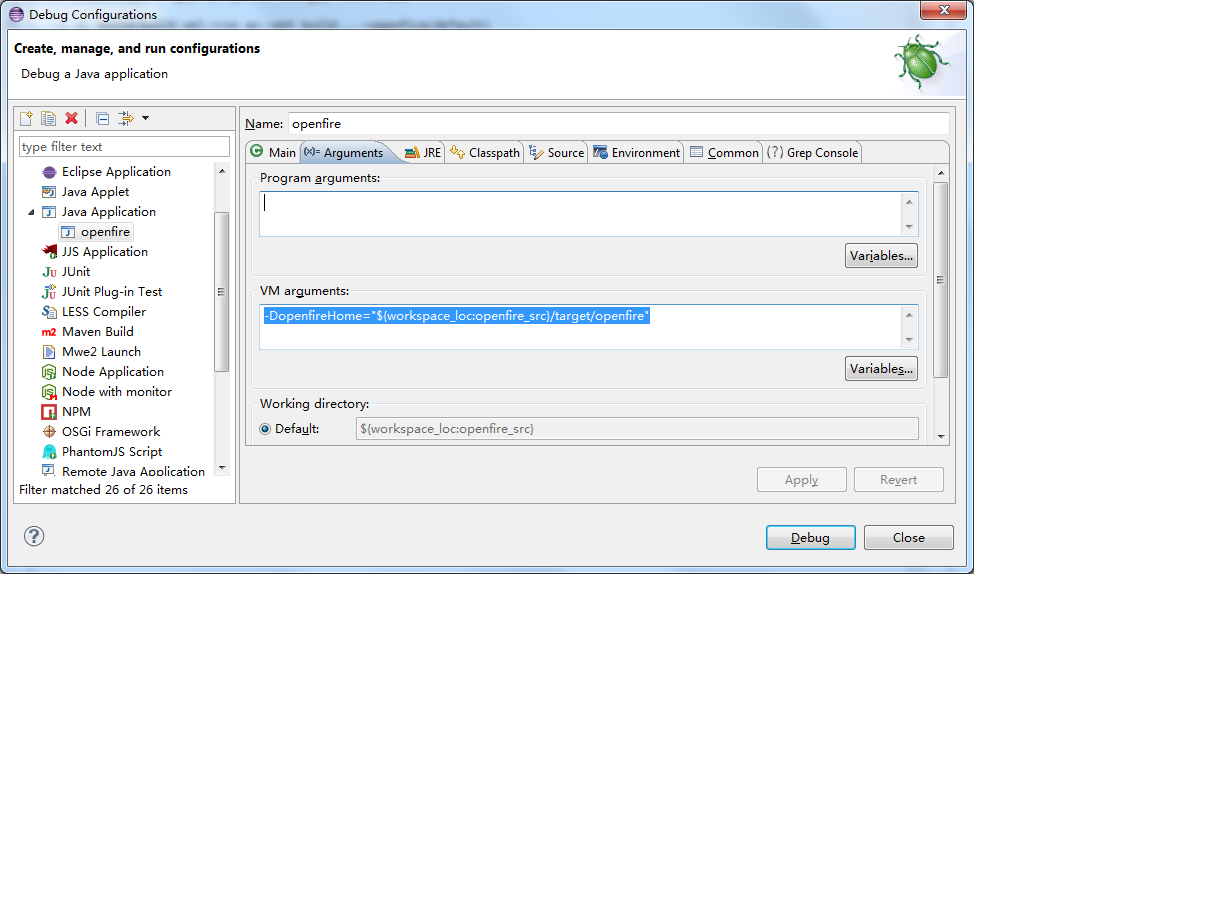 Debug Configurations
Create, manage, and run configurations
Debug a Java application
type filter text
Eclipse Application
Java Applet
Java Application
openfire
JJS Application
JUnit
JUnit Plug-in Test
LESS Compiler
Maven Build
Mwe2 Launch
Node Application
Node with monitor
NPM
OSGi Framework
PhantomJS Script
Remote Java Application
Filter matched 26 of 26 items
Name: openfire
Main Arguments JRE Classpath Source Environment Common Grep Console
Program arguments:
Variables...
VM arguments:
-DopenfireHome="${workspace_loc:openfire_src}/target/openfire"
Variables...
Working directory:
Default: ${workspace_loc:openfire_src}
Apply Revert
Debug Close